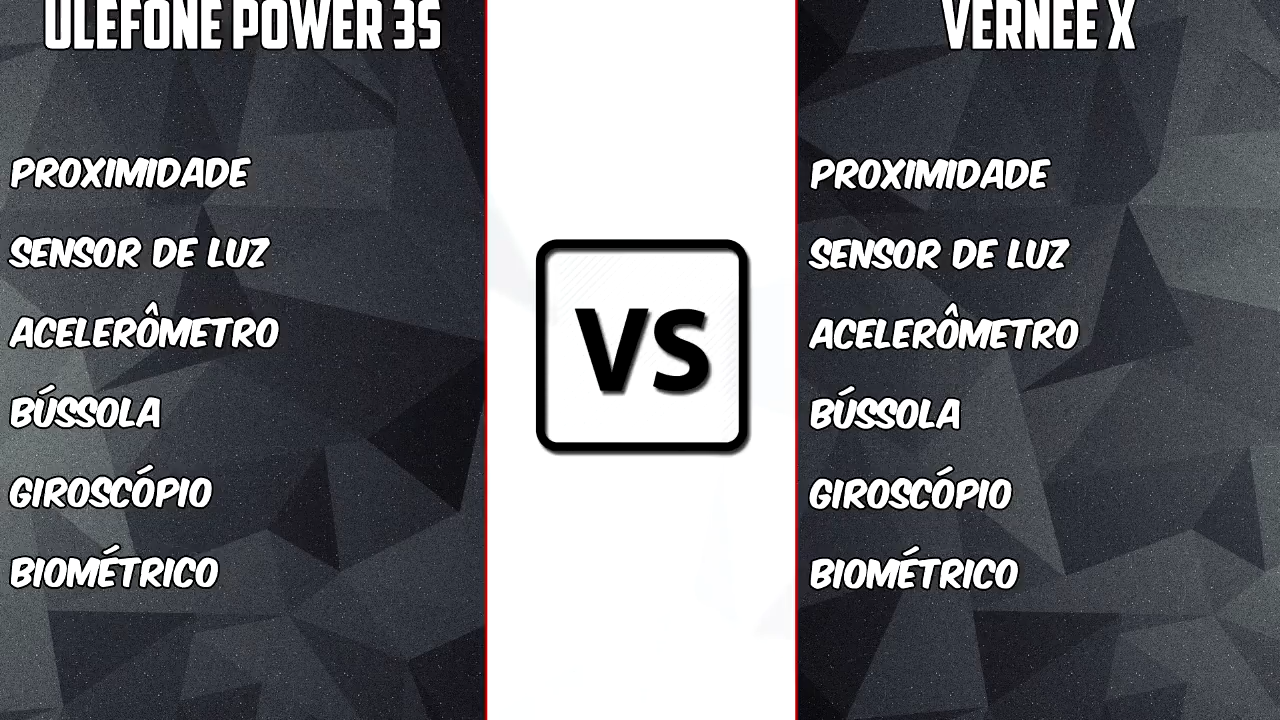 ULEFONE POWER 3S
PROXIMIDADE
SENSOR DE LUZ
ACELERÔMETRO
BÚSSOLA
GIROSCÓPIO
BIOMÉTRICO
VS
VERNEE X
PROXIMIDADE
SENSOR DE LUZ
ACELERÔMETRO
BÚSSOLA
GIROSCÓPIO
BIOMÉTRICO